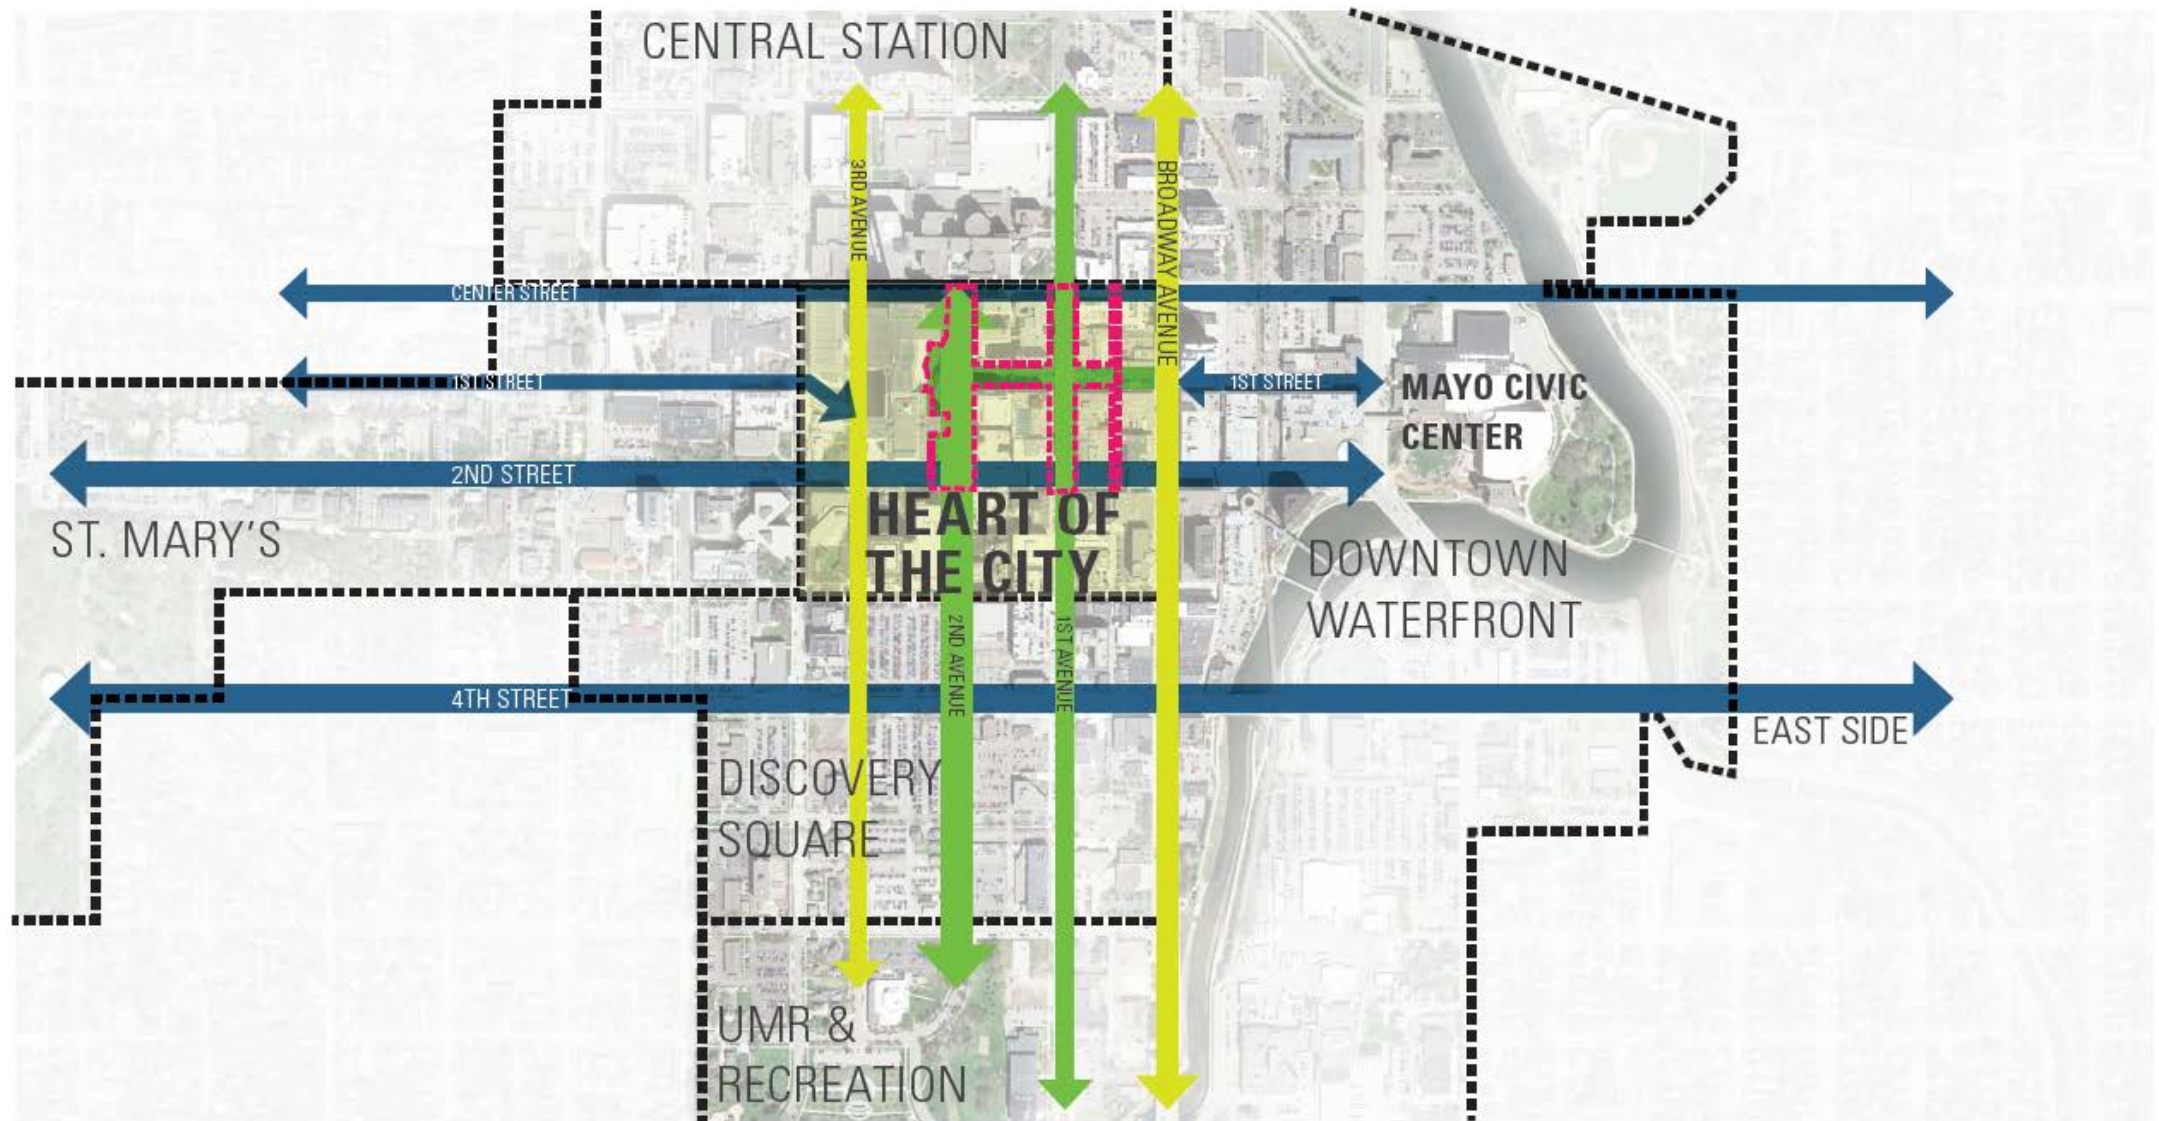 CENTRAL STATION
3RD AVENUE
BROADWAY AVENUE
CENTER STREET
1ST STREET
1ST STREET
MAYO CIVIC
CENTER
2ND STREET
HEART OF
THE CITY
ST. MARY'S
DOWNTOWN
WATERFRONT
2ND AVENUE
1ST AVENUE
4TH STREET
EAST SIDE
DISCOVERY
SQUARE
UMR &
RECREATION